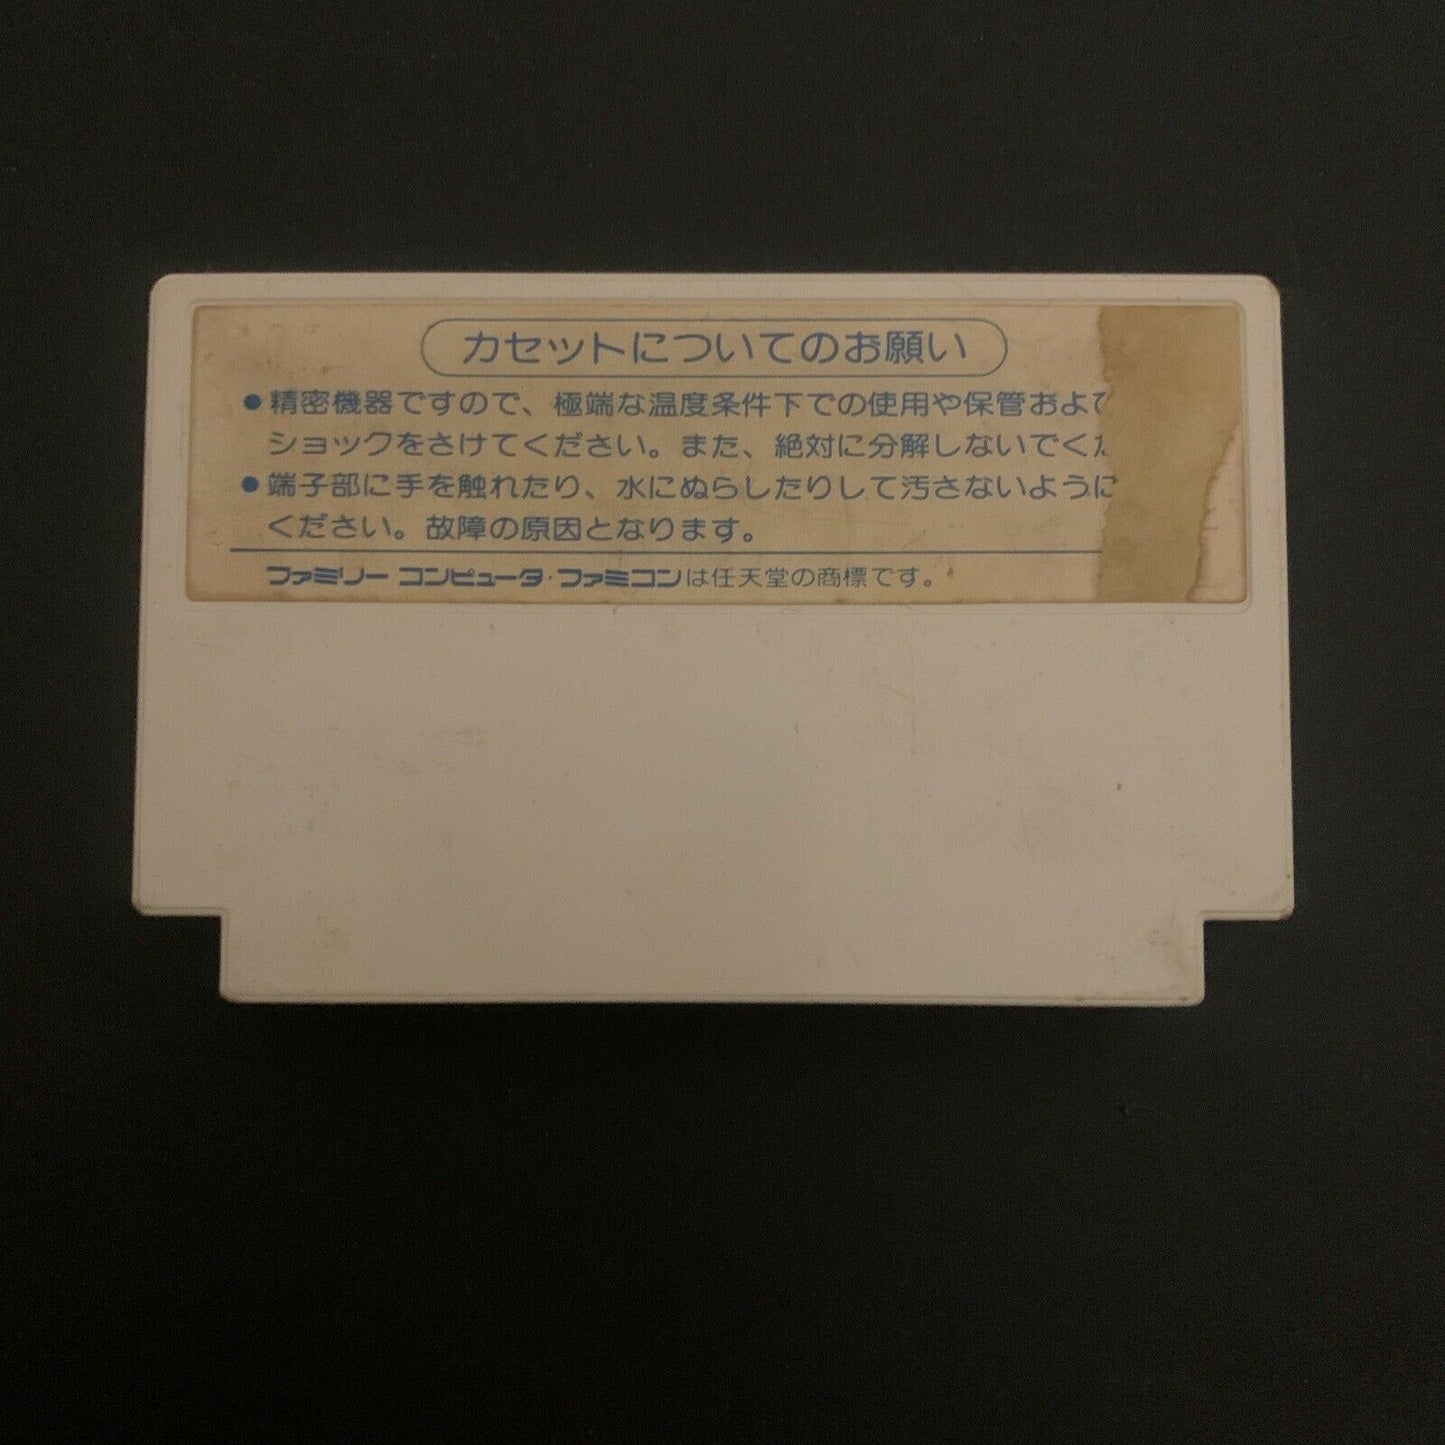 カセットについてのお願い
●精密機器ですので、極端な温度条件下での使用や保管および
ショックをさけてください。また、絶対に分解しないでくだ
●端子部に手を触れたり、水にぬらしたりして汚さないように
ください。故障の原因となります。
ファミリー コンピュータ・ファミコンは任天堂の商標です。